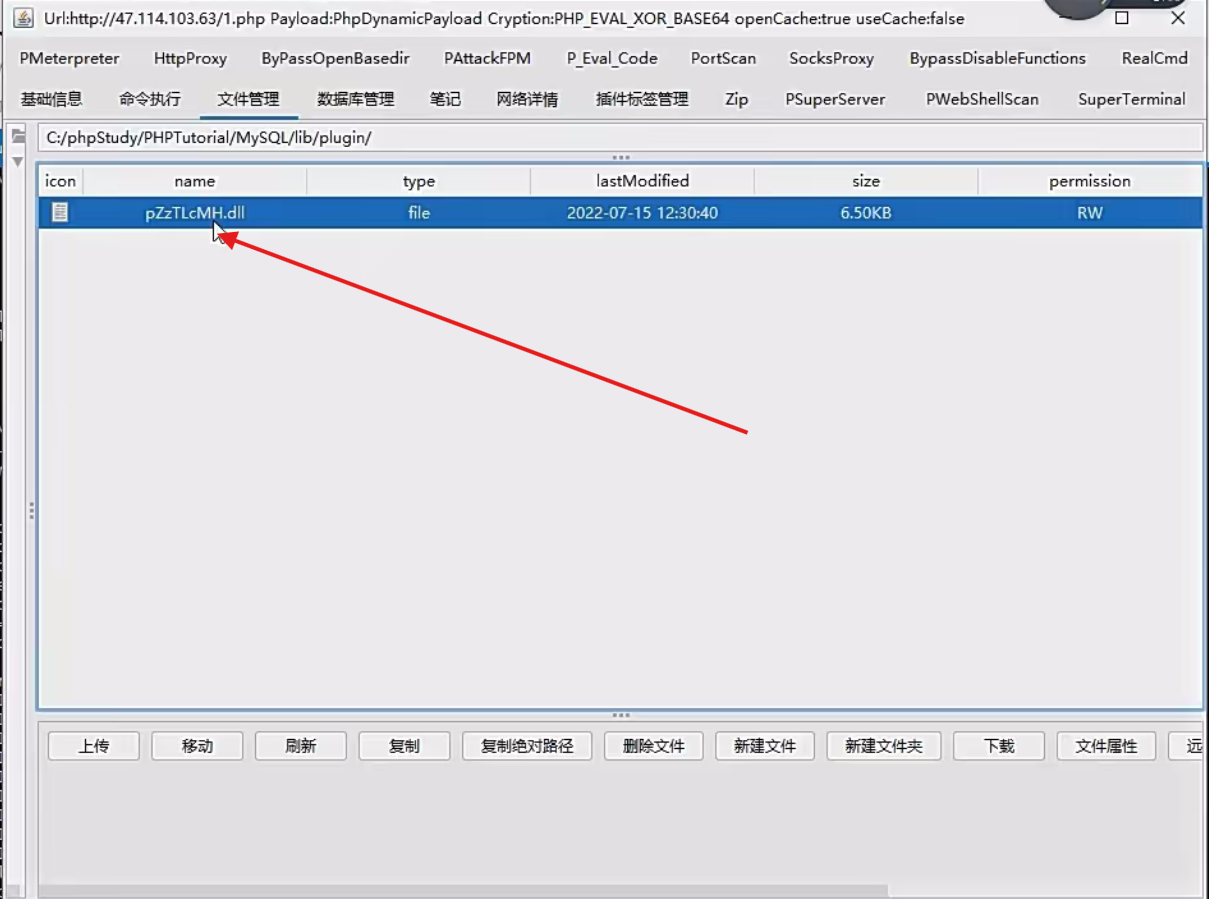 Url:http://47.114.103.63/1.php Payload:PhpDynamicPayload Cryption:PHP_EVAL_XOR_BASE64 openCache:true useCache:false
PMeterpreter HttpProxy ByPassOpenBasedir PAttackFPM P_Eval_Code PortScan SocksProxy BypassDisableFunctions RealCmd
基础信息 命令执行 文件管理 数据库管理 笔记 网络详情 插件标签管理 Zip PSuperServer PWebShellScan SuperTerminal
C:/phpStudy/PHPTutorial/MySQL/lib/plugin/
icon name type lastModified size permission
pZzTLcMH.dll file 2022-07-15 12:30:40 6.50KB RW
上传 移动 刷新 复制 复制绝对路径 删除文件 新建文件 新建文件夹 下载 文件属性 远